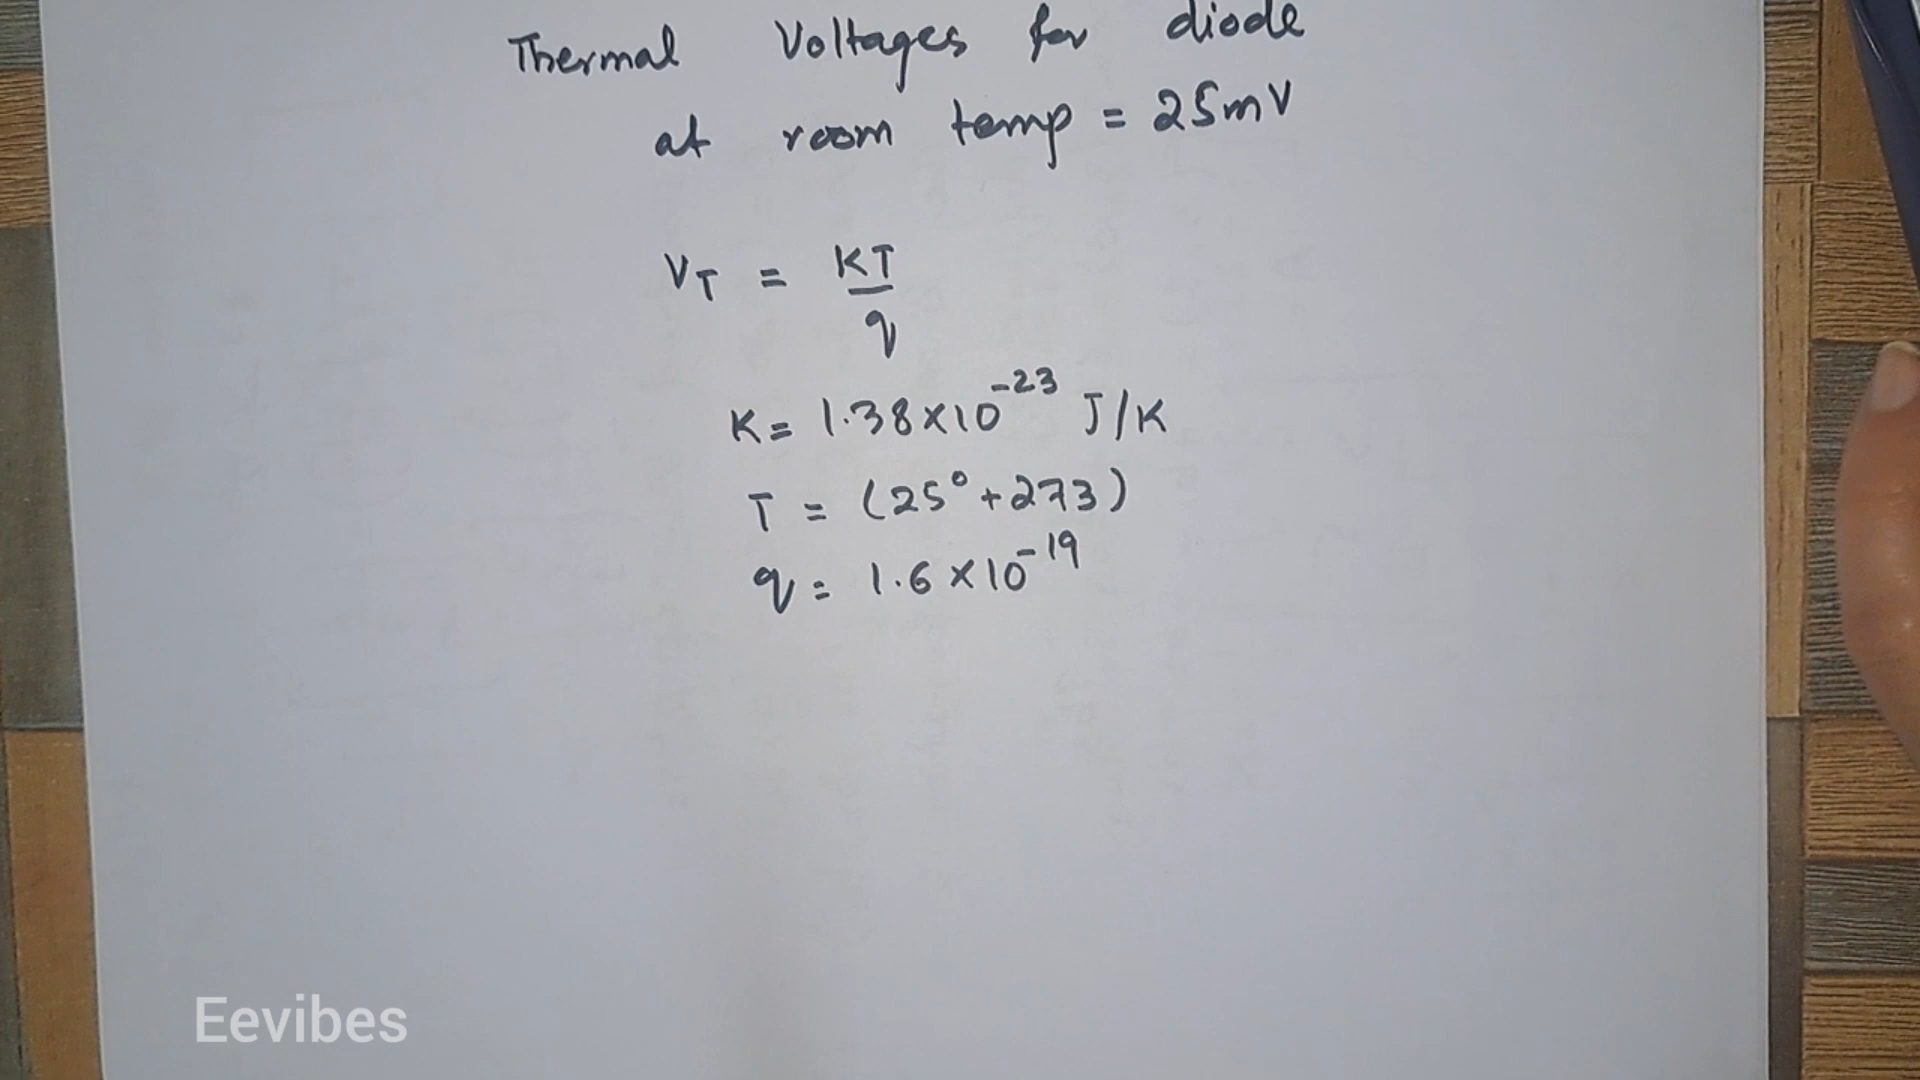 Thermal Voltages for diode
at room temp = 25mV
V_T = KT/q
K = 1.38×10^-23 J/K
T = (25° + 273)
q = 1.6×10^-19
Eevibes